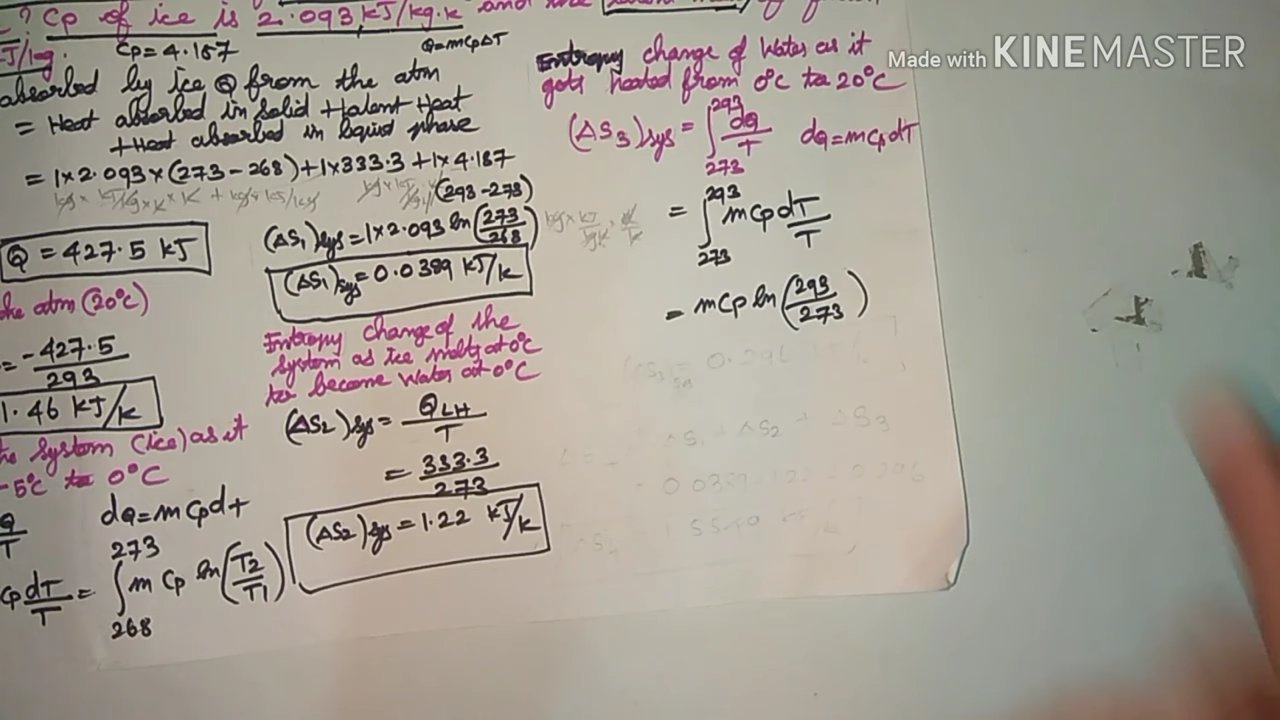 ? Cp of ice is 2.093 kJ/kg.k and the
J/kg.
Cp=4.187
Q=mCpΔT
absorbed by ice Q from the atm
= Heat absorbed in solid + Latent Heat
+ Heat absorbed in liquid phase
= 1×2.093×(273-268)+1×333.3+1×4.187
(293-273)
Q = 427.5 kJ
the atm (20°C)
= -427.5/293
1.46 kJ/k
the System (ice) as it
-5°C to 0°C
Q/T
dQ=mCpdt
Cp dT/T = ∫ 273 268 m Cp ln(T2/T1)
(ΔS1)sys=1×2.093 ln(273/268)
(ΔS1)sys=0.0389 kJ/k
Entropy change of the
System as Ice melts at 0°C
to become Water at 0°C
(ΔS2)sys = QLH/T
= 333.3/273
(ΔS2)sys = 1.22 kJ/k
Entropy change of Water as it
gets heated from 0°C to 20°C
(ΔS3)sys = ∫ 293 273 dQ/T dQ=mCpdT
= ∫ 293 273 mCp dT/T
= mCp ln(293/273)
Made with KINEMASTER